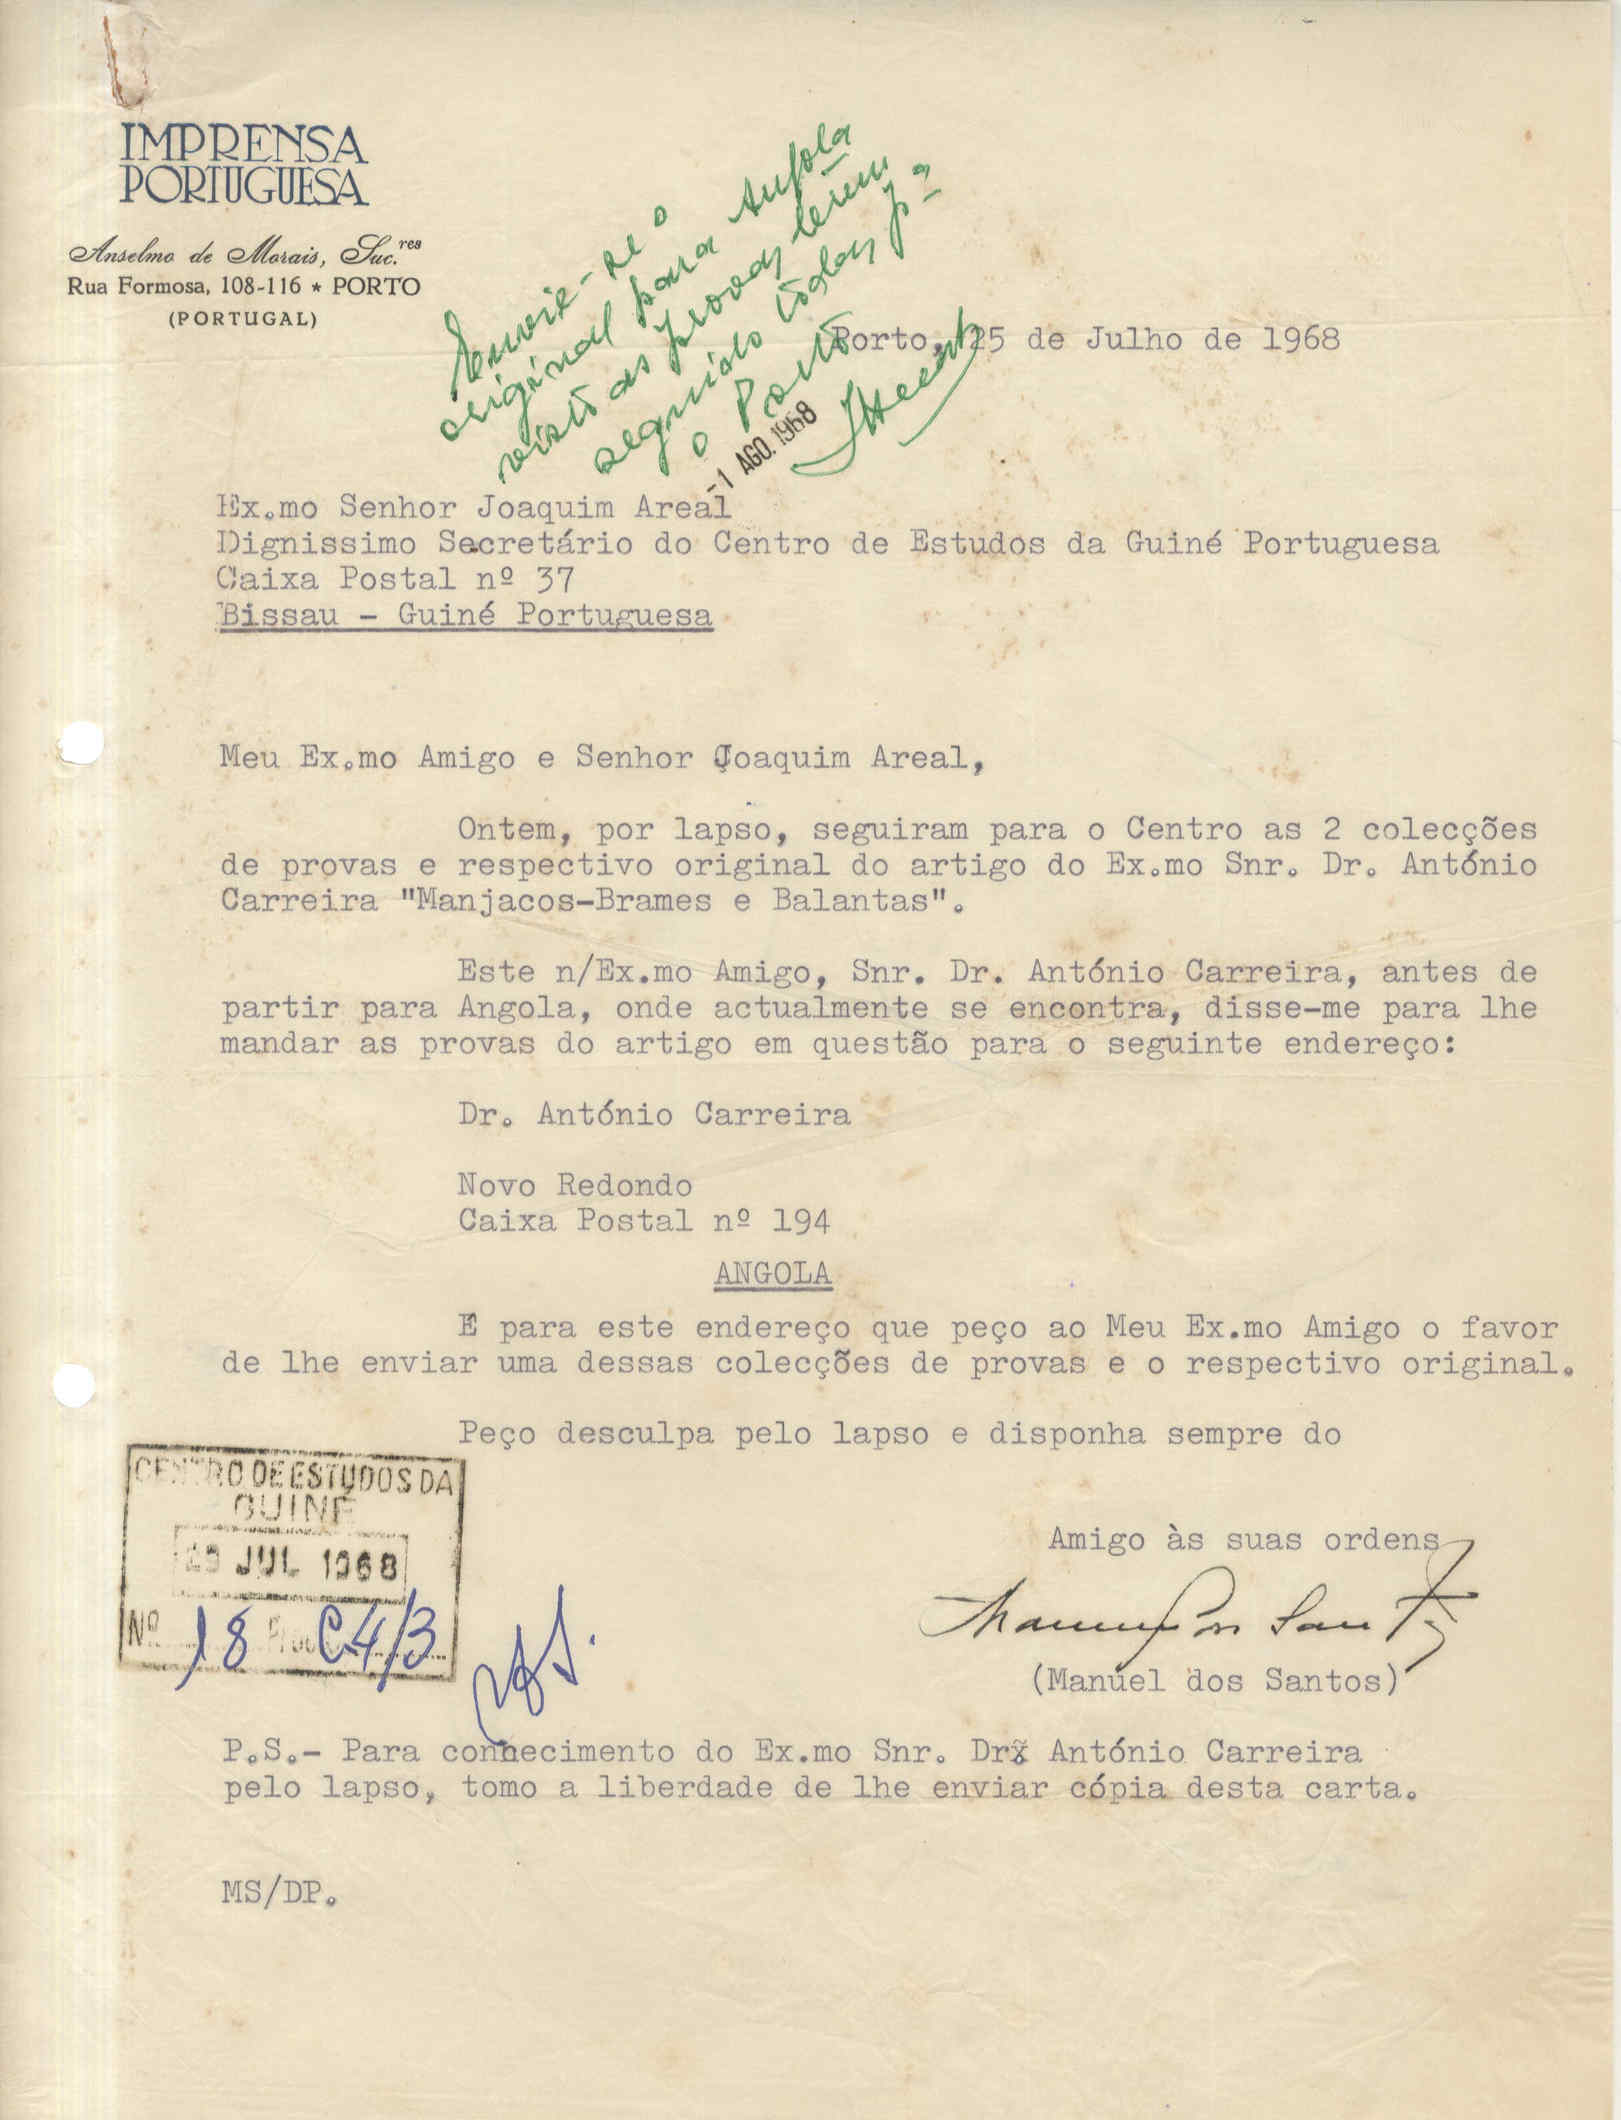 IMPRENSA
PORTUGUESA
Anselmo de Morais, Suc.res
Rua Formosa, 108-116 * PORTO
(PORTUGAL)
Envie-se o
original para Angola
visto as provas terem
seguido todas p.ª
o Porto
- 1 AGO. 1968
Porto, 25 de Julho de 1968
Ex.mo Senhor Joaquim Areal
Dignissimo Secretário do Centro de Estudos da Guiné Portuguesa
Caixa Postal nº 37
Bissau - Guiné Portuguesa
Meu Ex.mo Amigo e Senhor Joaquim Areal,
Ontem, por lapso, seguiram para o Centro as 2 colecções
de provas e respectivo original do artigo do Ex.mo Snr. Dr. António
Carreira "Manjacos-Brames e Balantas".
Este n/Ex.mo Amigo, Snr. Dr. António Carreira, antes de
partir para Angola, onde actualmente se encontra, disse-me para lhe
mandar as provas do artigo em questão para o seguinte endereço:
Dr. António Carreira
Novo Redondo
Caixa Postal nº 194
ANGOLA
É para este endereço que peço ao Meu Ex.mo Amigo o favor
de lhe enviar uma dessas colecções de provas e o respectivo original.
Peço desculpa pelo lapso e disponha sempre do
CENTRO DE ESTUDOS DA
GUINÉ
JUL 1968
Nº 18 Proc C4/3
Amigo às suas ordens
Manuel dos Santos
(Manuel dos Santos)
P.S.- Para conhecimento do Ex.mo Snr. Drx António Carreira
pelo lapso, tomo a liberdade de lhe enviar cópia desta carta.
MS/DP.